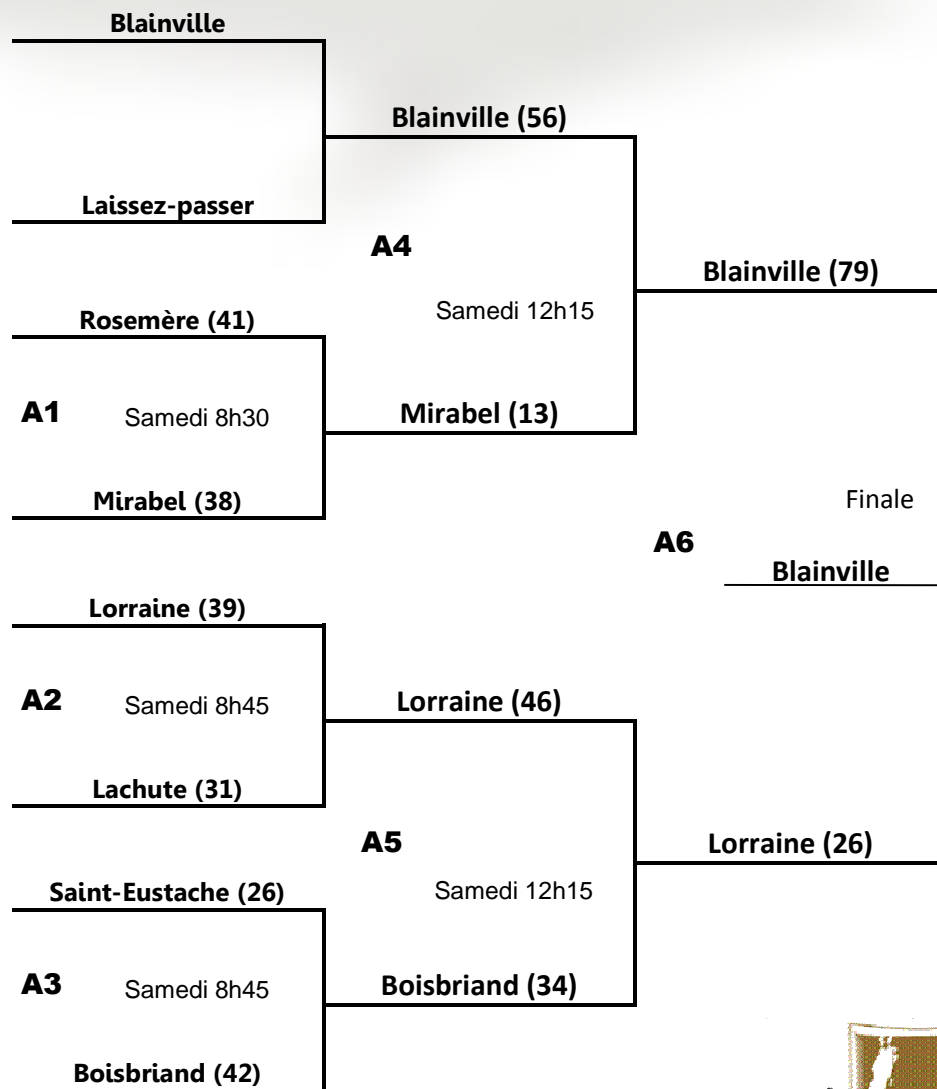 Blainville
Blainville (56)
Laissez-passer
A4
Blainville (79)
Samedi 12h15
Rosemère (41)
A1
Samedi 8h30
Mirabel (13)
Mirabel (38)
Finale
A6
Blainville
Lorraine (39)
A2
Samedi 8h45
Lorraine (46)
Lachute (31)
A5
Lorraine (26)
Samedi 12h15
Saint-Eustache (26)
A3
Samedi 8h45
Boisbriand (34)
Boisbriand (42)